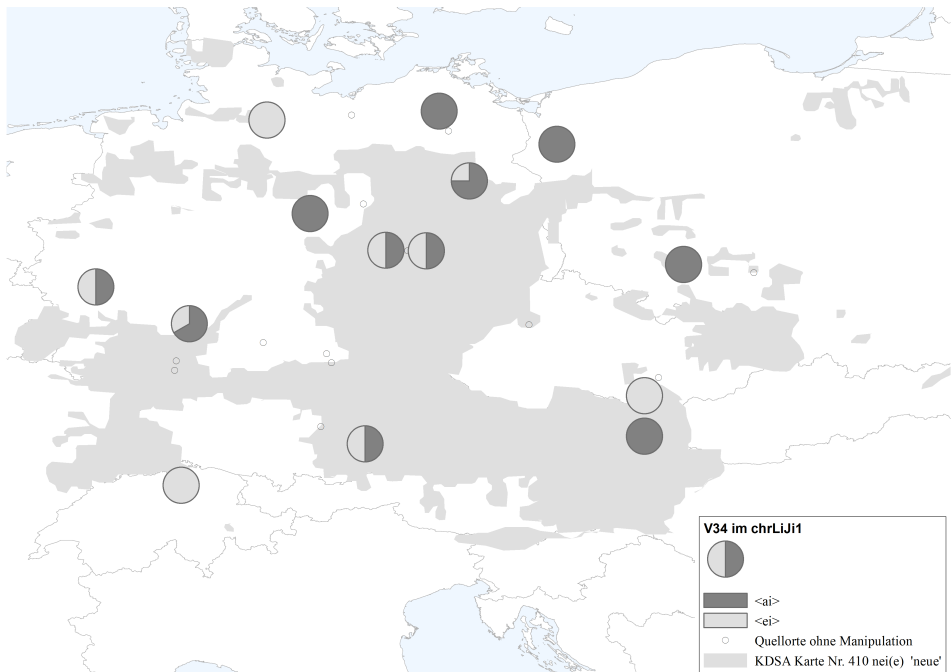 V34 im chrLiJi1
<ai>
<ei>
Quellorte ohne Manipulation
KDSA Karte Nr. 410 nei(e) 'neue'